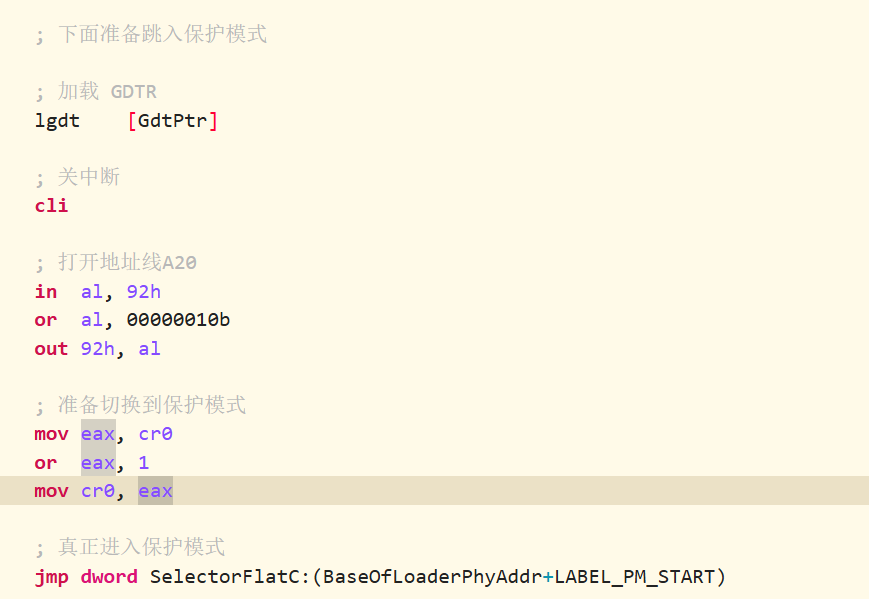 ; 下面准备跳入保护模式
; 加载 GDTR
lgdt [GdtPtr]
; 关中断
cli
; 打开地址线A20
in al, 92h
or al, 00000010b
out 92h, al
; 准备切换到保护模式
mov eax, cr0
or eax, 1
mov cr0, eax
; 真正进入保护模式
jmp dword SelectorFlatC:(BaseOfLoaderPhyAddr+LABEL_PM_START)